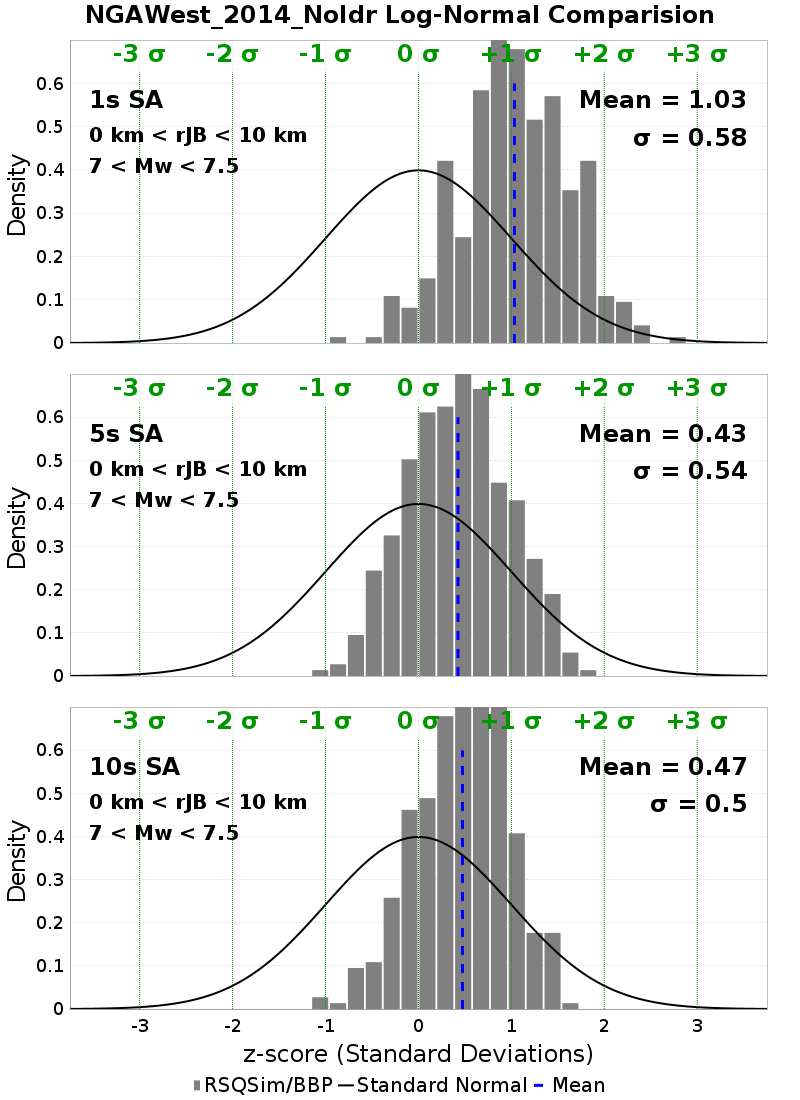 NGAWest_2014_NoIdr Log-Normal Comparision
-3 σ -2 σ -1 σ 0 σ +1 σ +2 σ +3 σ
1s SA
Mean = 1.03
0 km < rJB < 10 km
σ = 0.58
7 < Mw < 7.5
Density
0.6
0.5
0.4
0.3
0.2
0.1
0
-3 σ -2 σ -1 σ 0 σ +1 σ +2 σ +3 σ
5s SA
Mean = 0.43
0 km < rJB < 10 km
σ = 0.54
7 < Mw < 7.5
Density
0.6
0.5
0.4
0.3
0.2
0.1
0
-3 σ -2 σ -1 σ 0 σ +1 σ +2 σ +3 σ
10s SA
Mean = 0.47
0 km < rJB < 10 km
σ = 0.5
7 < Mw < 7.5
Density
0.6
0.5
0.4
0.3
0.2
0.1
0
-3 -2 -1 0 1 2 3
z-score (Standard Deviations)
RSQSim/BBP Standard Normal Mean